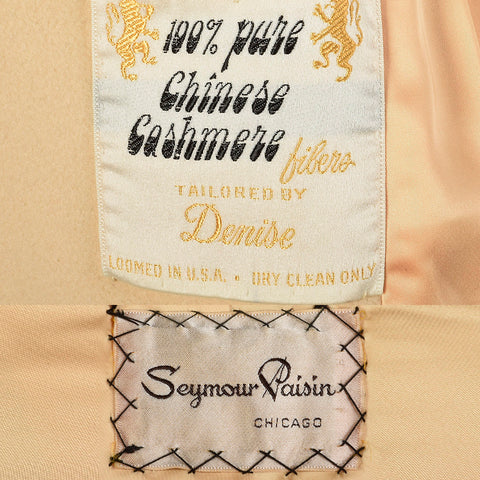 100% pure
Chinese
Cashmere fibers
TAILORED BY
Denise
LOOMED IN U.S.A. • DRY CLEAN ONLY
Seymour Paisin
CHICAGO